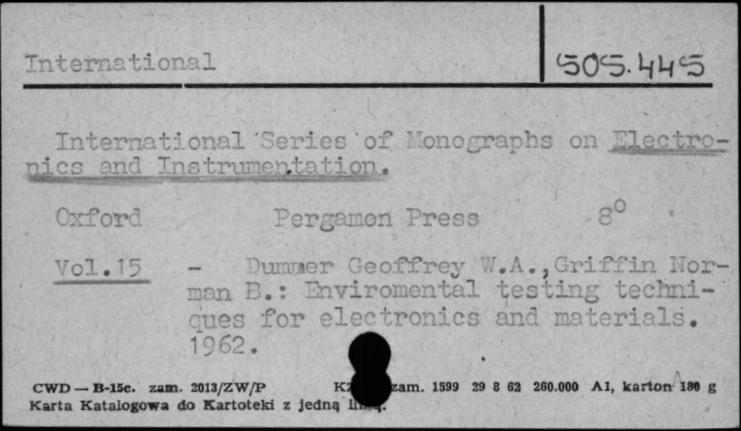 International 505.445
International Series of Monographs on Electro-
nics and Instrumentation.
Oxford Pergamon Press 8°
Vol.15 - Dummer Geoffrey W.A., Griffin Nor-
man B.: Enviromental testing techni-
ques for electronics and materials.
1962.
CWD — B-15c. zam. 2013/ZW/P zam. 1599 29 8 62 260.000 A1, karton 180 g
Karta Katalogowa do Kartoteki z jedną